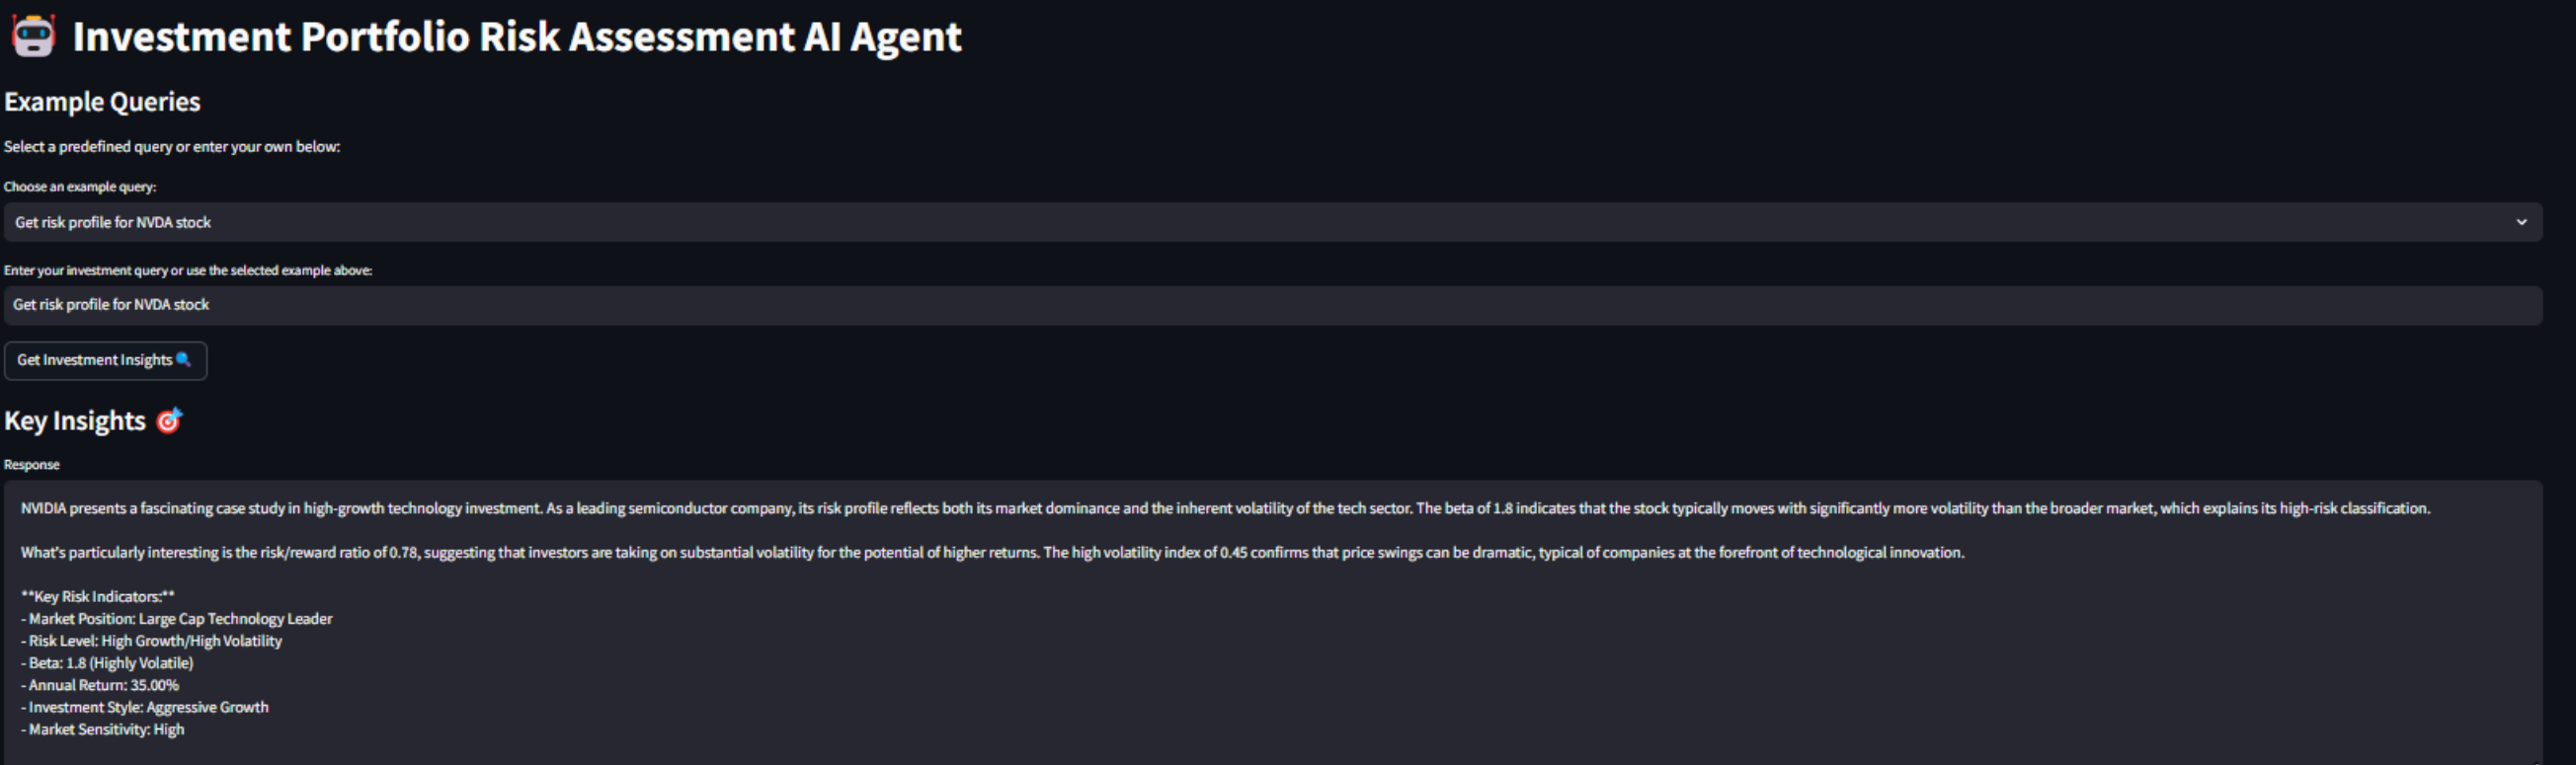 Investment Portfolio Risk Assessment AI Agent
Example Queries
Select a predefined query or enter your own below:
Choose an example query:
Get risk profile for NVDA stock
Enter your investment query or use the selected example above:
Get risk profile for NVDA stock
Get Investment Insights
Key Insights
Response
NVIDIA presents a fascinating case study in high-growth technology investment. As a leading semiconductor company, its risk profile reflects both its market dominance and the inherent volatility of the tech sector. The beta of 1.8 indicates that the stock typically moves with significantly more volatility than the broader market, which explains its high-risk classification.
What's particularly interesting is the risk/reward ratio of 0.78, suggesting that investors are taking on substantial volatility for the potential of higher returns. The high volatility index of 0.45 confirms that price swings can be dramatic, typical of companies at the forefront of technological innovation.
**Key Risk Indicators:**
- Market Position: Large Cap Technology Leader
- Risk Level: High Growth/High Volatility
- Beta: 1.8 (Highly Volatile)
- Annual Return: 35.00%
- Investment Style: Aggressive Growth
- Market Sensitivity: High